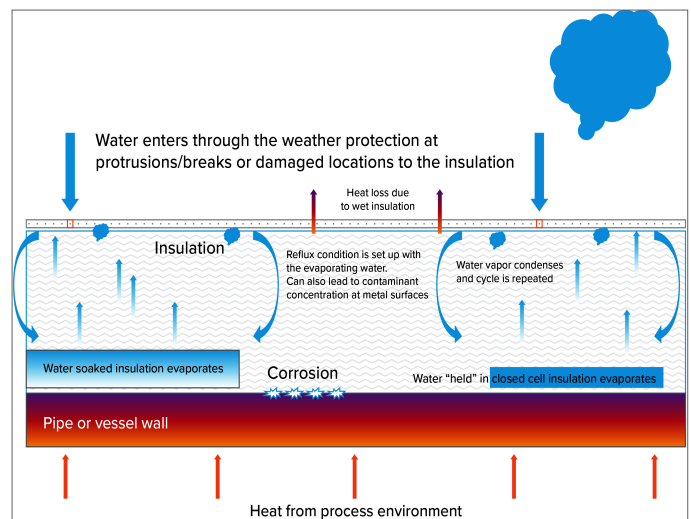 Water enters through the weather protection at
protrusions/breaks or damaged locations to the insulation
Heat loss due
to wet insulation
Insulation
Reflux condition is set up with
the evaporating water.
Can also lead to contaminant
concentration at metal surfaces
Water vapor condenses
and cycle is repeated
Water soaked insulation evaporates
Corrosion
Water “held” in closed cell insulation evaporates
Pipe or vessel wall
Heat from process environment